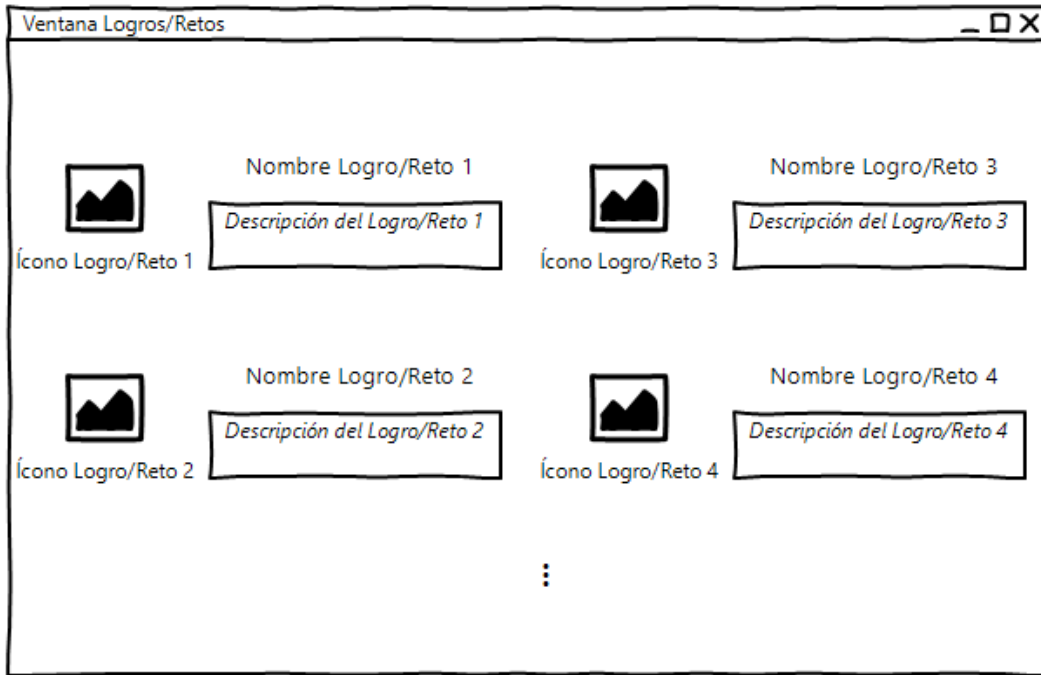 Ventana Logros/Retos
Nombre Logro/Reto 1
Descripción del Logro/Reto 1
Ícono Logro/Reto 1
Nombre Logro/Reto 3
Descripción del Logro/Reto 3
Ícono Logro/Reto 3
Nombre Logro/Reto 2
Descripción del Logro/Reto 2
Ícono Logro/Reto 2
Nombre Logro/Reto 4
Descripción del Logro/Reto 4
Ícono Logro/Reto 4